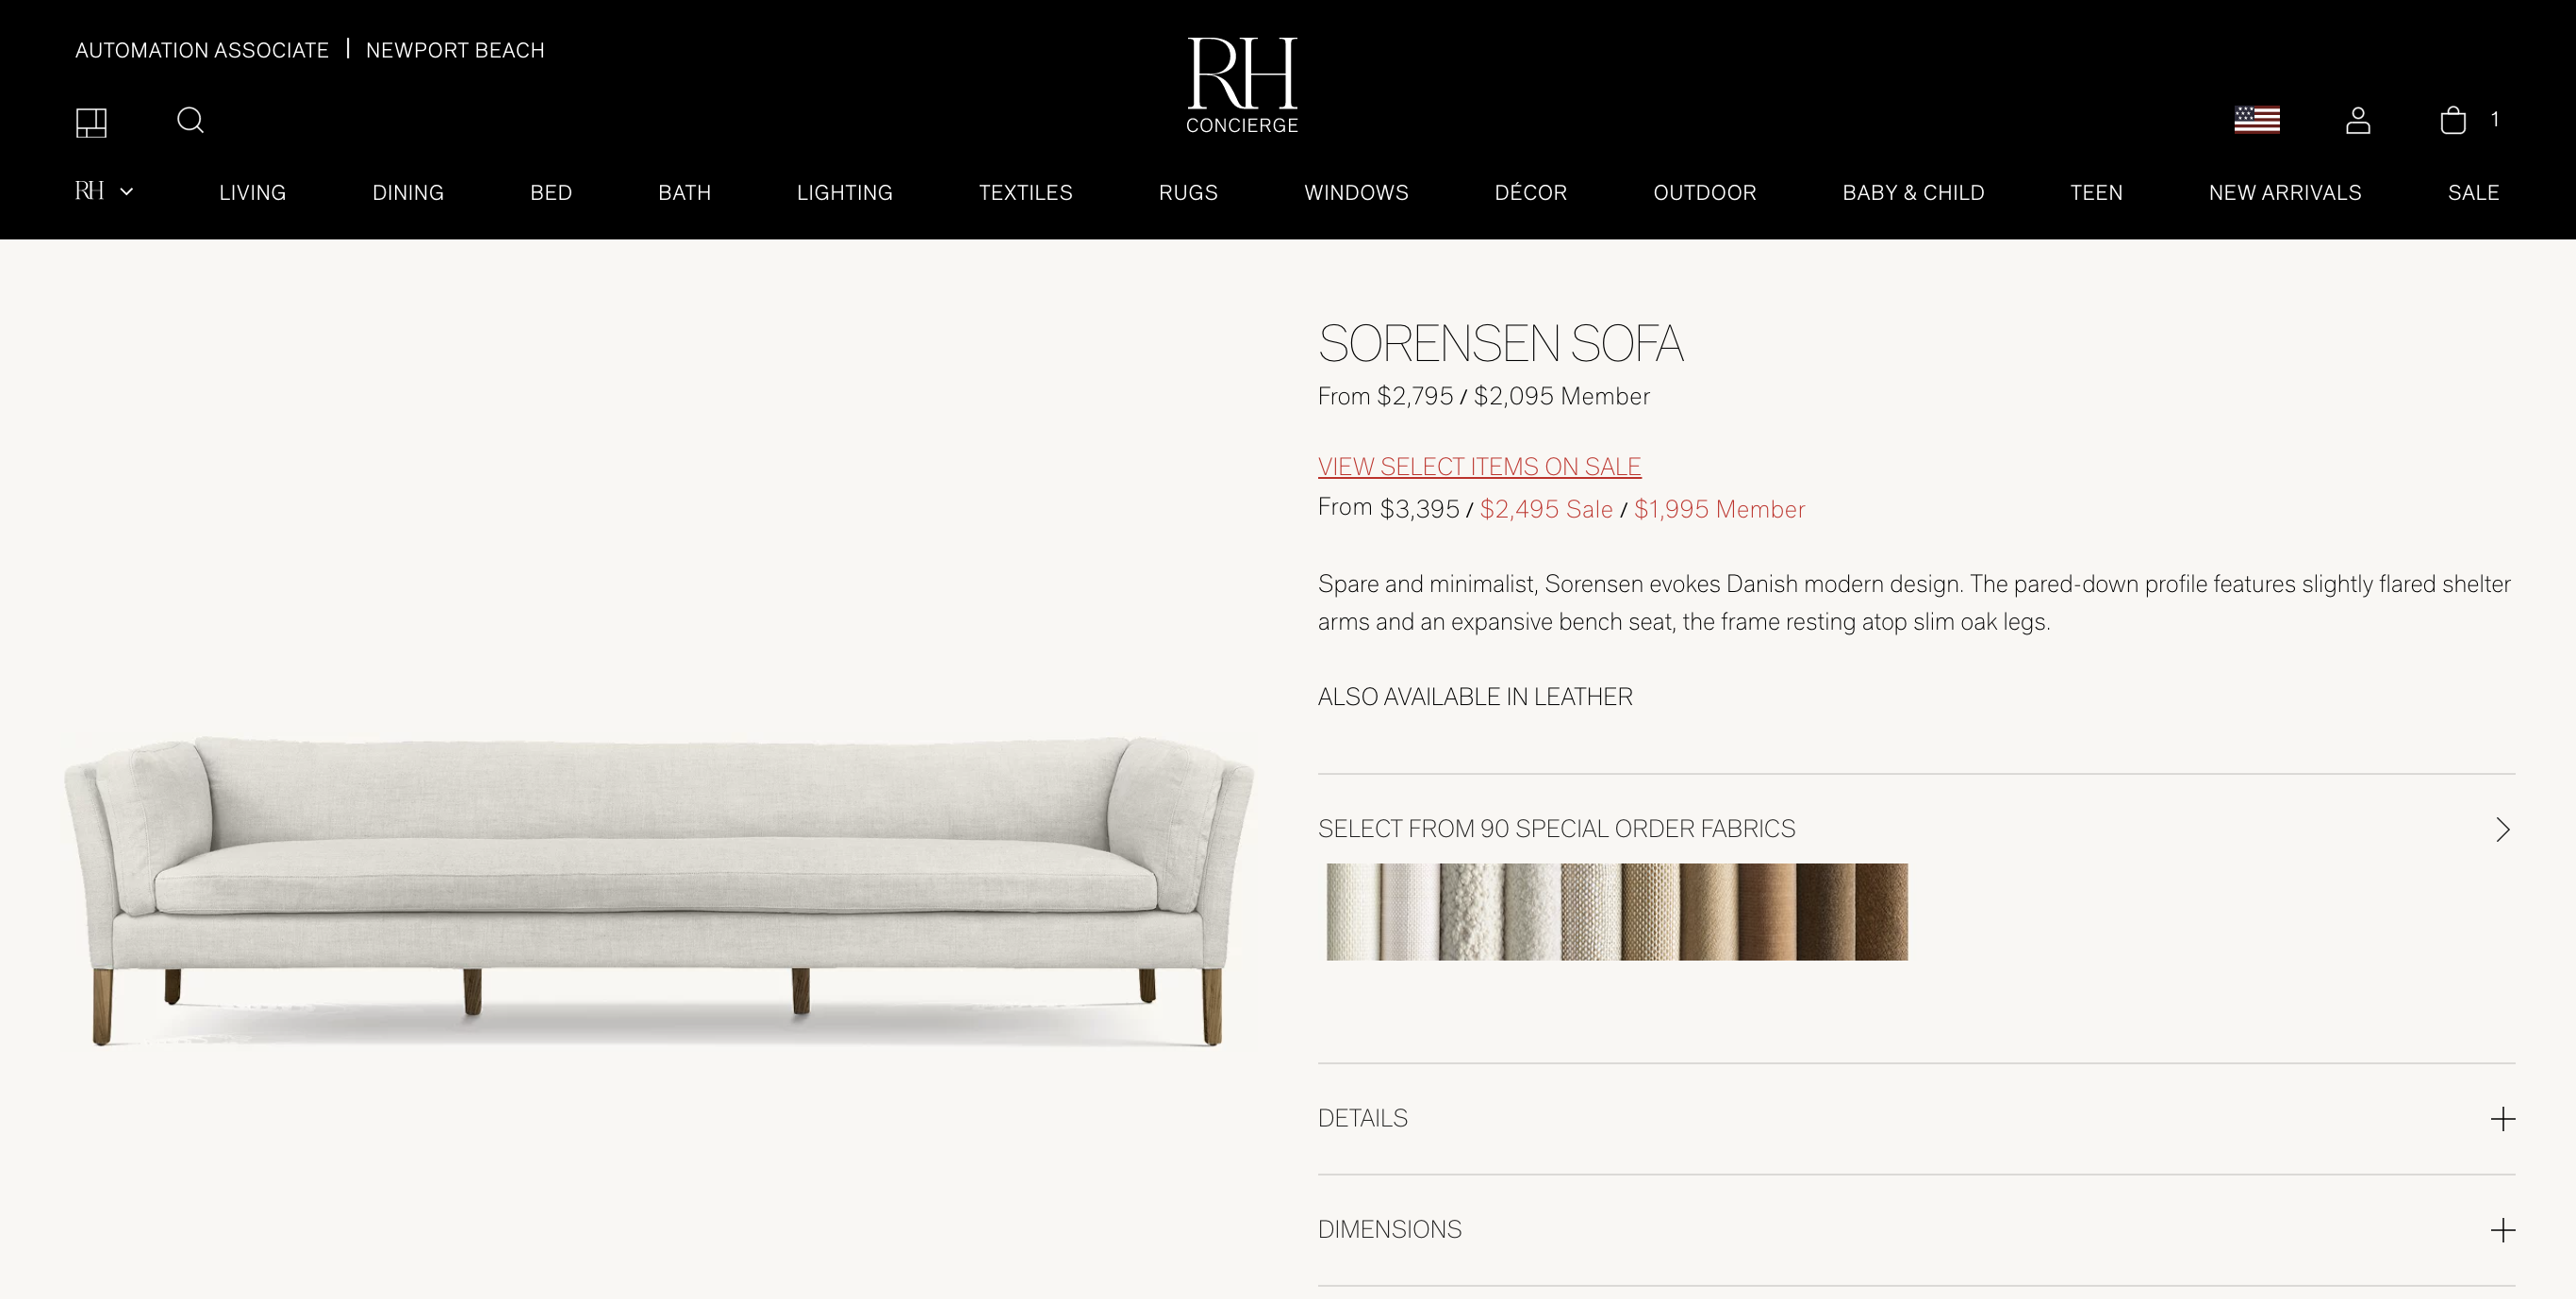 AUTOMATION ASSOCIATE | NEWPORT BEACH
RH
CONCIERGE
1
RH LIVING DINING BED BATH LIGHTING TEXTILES RUGS WINDOWS DÉCOR OUTDOOR BABY & CHILD TEEN NEW ARRIVALS SALE
SORENSEN SOFA
From $2,795 / $2,095 Member
VIEW SELECT ITEMS ON SALE
From $3,395 / $2,495 Sale / $1,995 Member
Spare and minimalist, Sorensen evokes Danish modern design. The pared-down profile features slightly flared shelter
arms and an expansive bench seat, the frame resting atop slim oak legs.
ALSO AVAILABLE IN LEATHER
SELECT FROM 90 SPECIAL ORDER FABRICS
DETAILS
DIMENSIONS